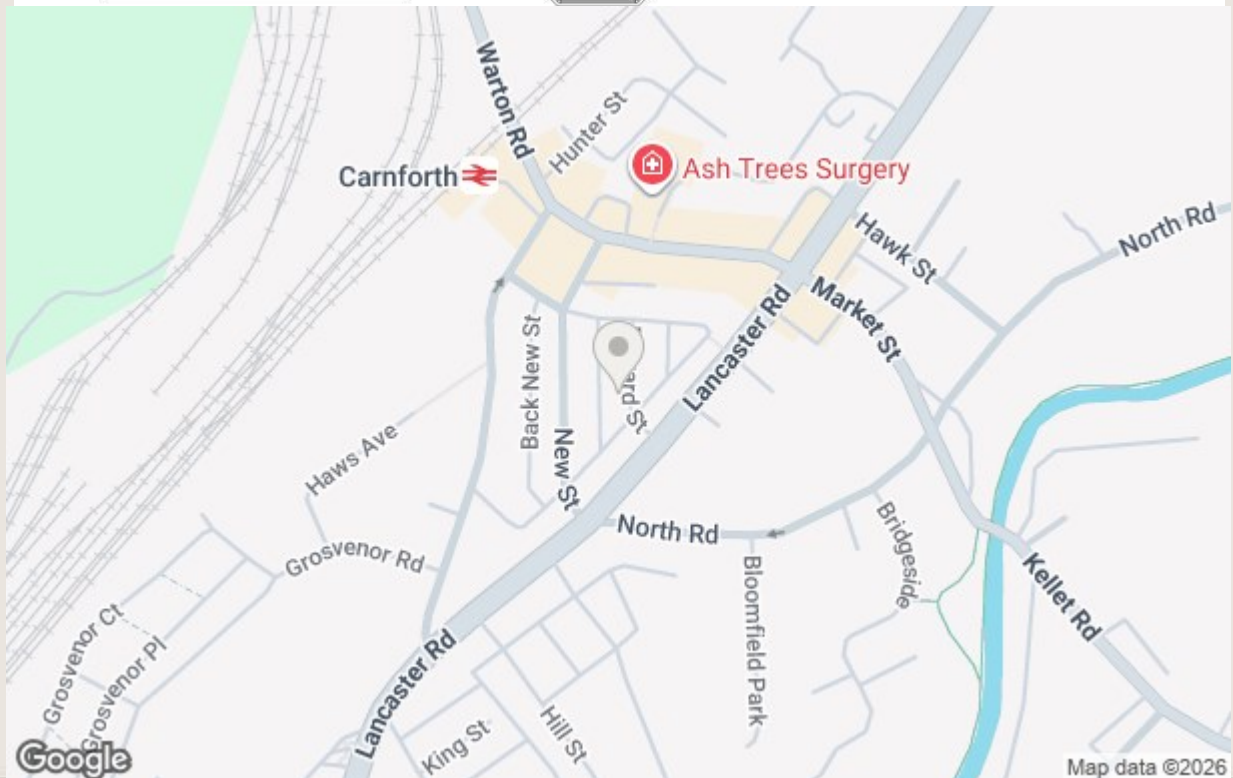 Warton Rd
Hunter St
Carnforth
Ash Trees Surgery
Hawk St
North Rd
Market St
Lancaster Rd
Back New St
New St
Haws Ave
North Rd
Grosvenor Rd
Bridgeside
Bloomfield Park
Kellet Rd
Grosvenor Ct
Grosvenor Pl
Lancaster Rd
King St
Hill St
Google
Map data ©2026